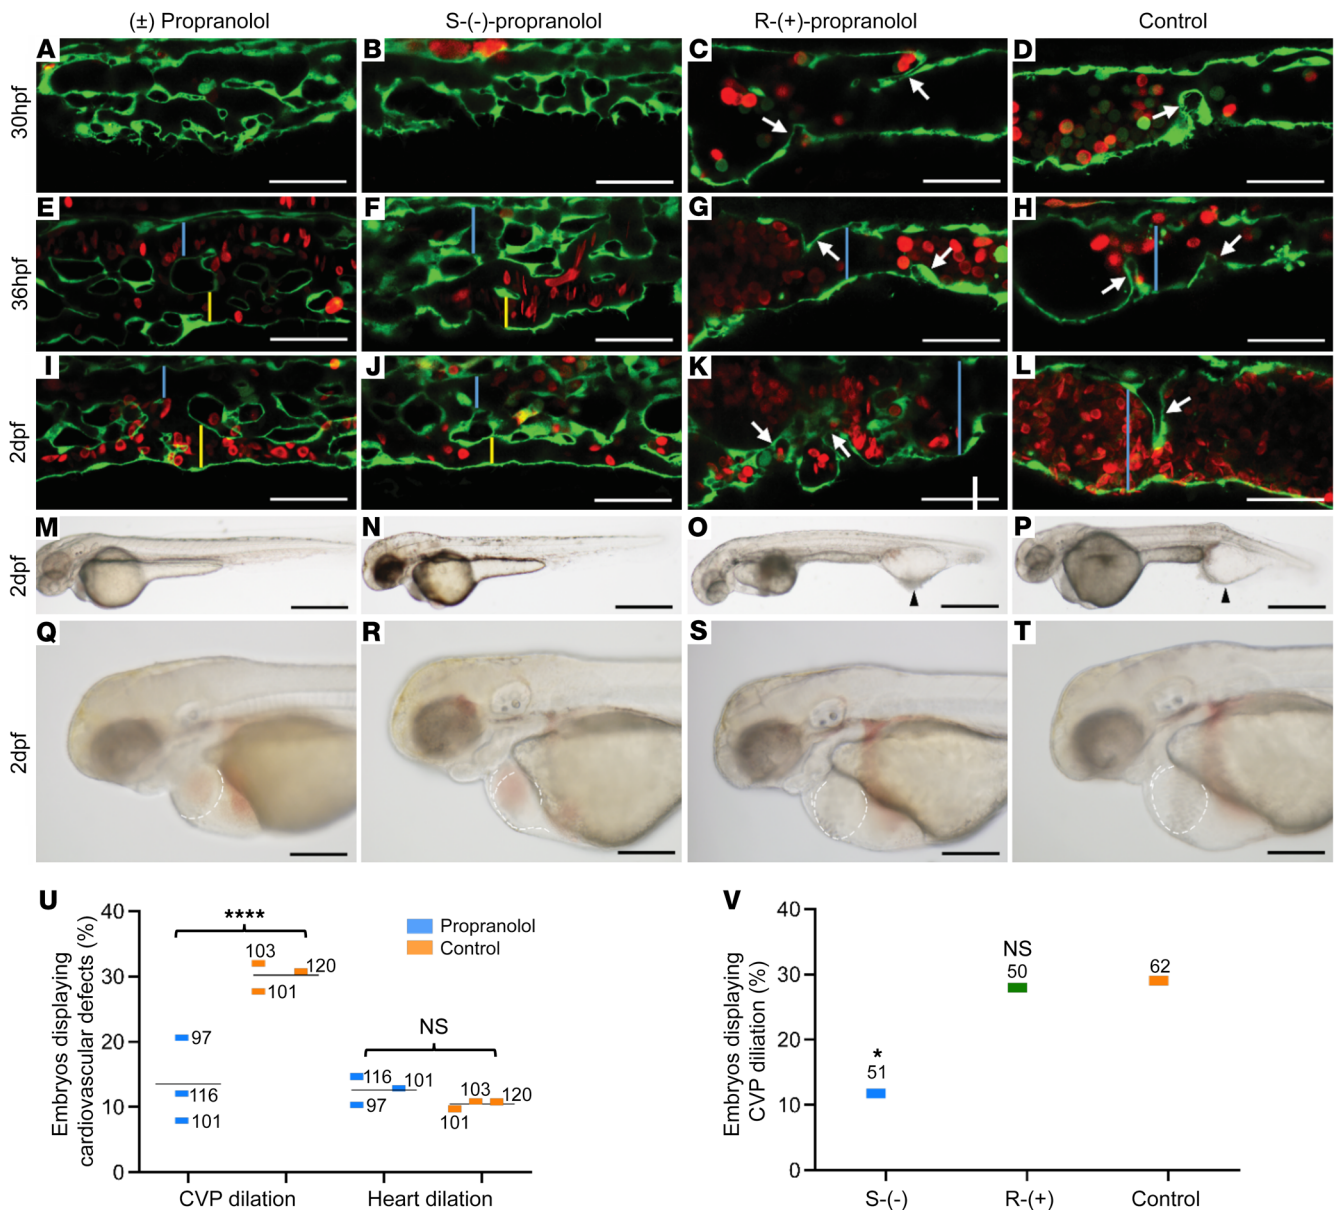 (±) Propranolol
S-(-)-propranolol
R-(+)-propranolol
Control
30hpf
A
B
C
D
36hpf
E
F
G
H
2dpf
I
J
K
L
2dpf
M
N
O
P
2dpf
Q
R
S
T
U
Embryos displaying
cardiovascular defects (%)
40
30
20
10
0
****
Propranolol
Control
103
120
101
97
116
101
NS
116
101
97
103
120
101
CVP dilation
Heart dilation
V
Embryos displaying
CVP diliation (%)
40
30
20
10
0
*
51
NS
50
62
S-(-)
R-(+)
Control